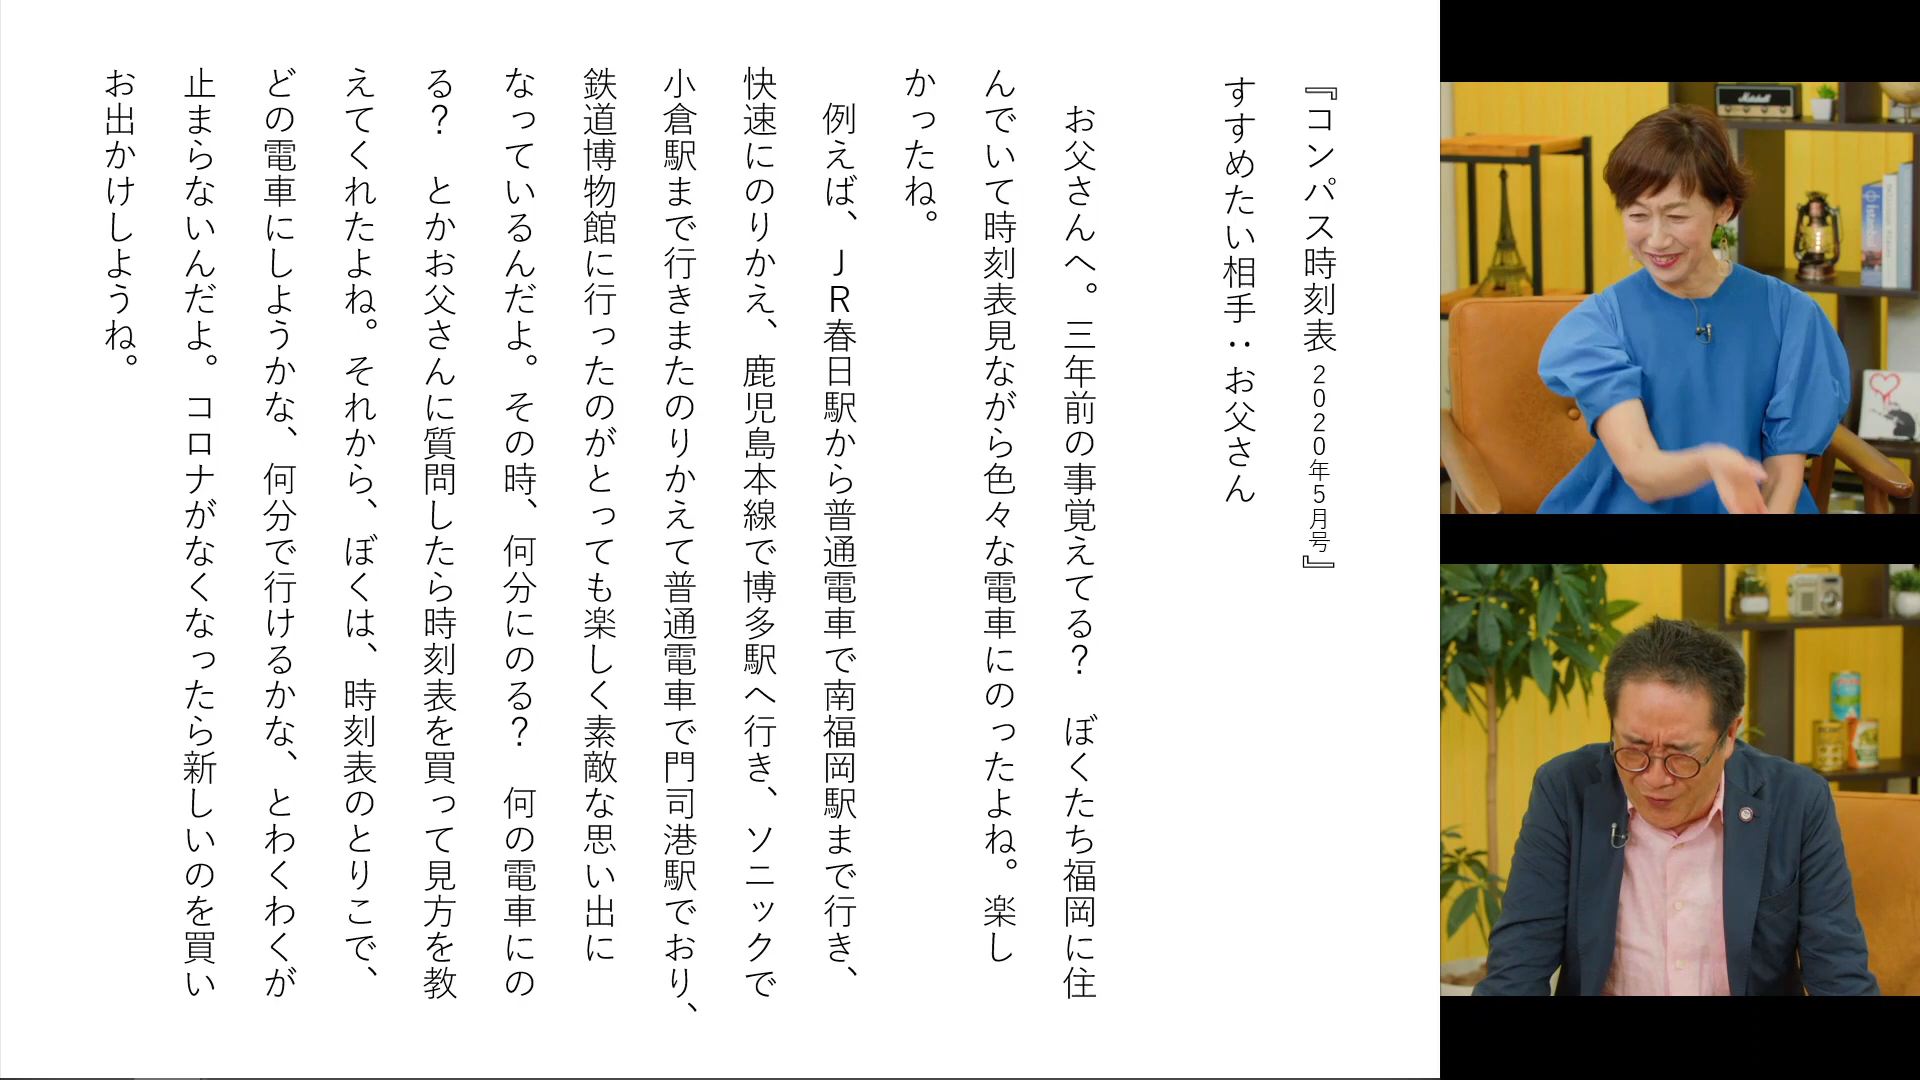 『コンパス時刻表 2020年5月号』
すすめたい相手:お父さん
お父さんへ。三年前の事覚えてる? ぼくたち福岡に住
んでいて時刻表見ながら色々な電車にのったよね。楽し
かったね。
例えば、JR春日駅から普通電車で南福岡駅まで行き、
快速にのりかえ、鹿児島本線で博多駅へ行き、ソニックで
小倉駅まで行きまたのりかえて普通電車で門司港駅でおり、
鉄道博物館に行ったのがとっても楽しく素敵な思い出に
なっているんだよ。その時、何分にのる? 何の電車にの
る? とかお父さんに質問したら時刻表を買って見方を教
えてくれたよね。それから、ぼくは、時刻表のとりこで、
どの電車にしようかな、何分で行けるかな、とわくわくが
止まらないんだよ。コロナがなくなったら新しいのを買い
お出かけしようね。
Marshall